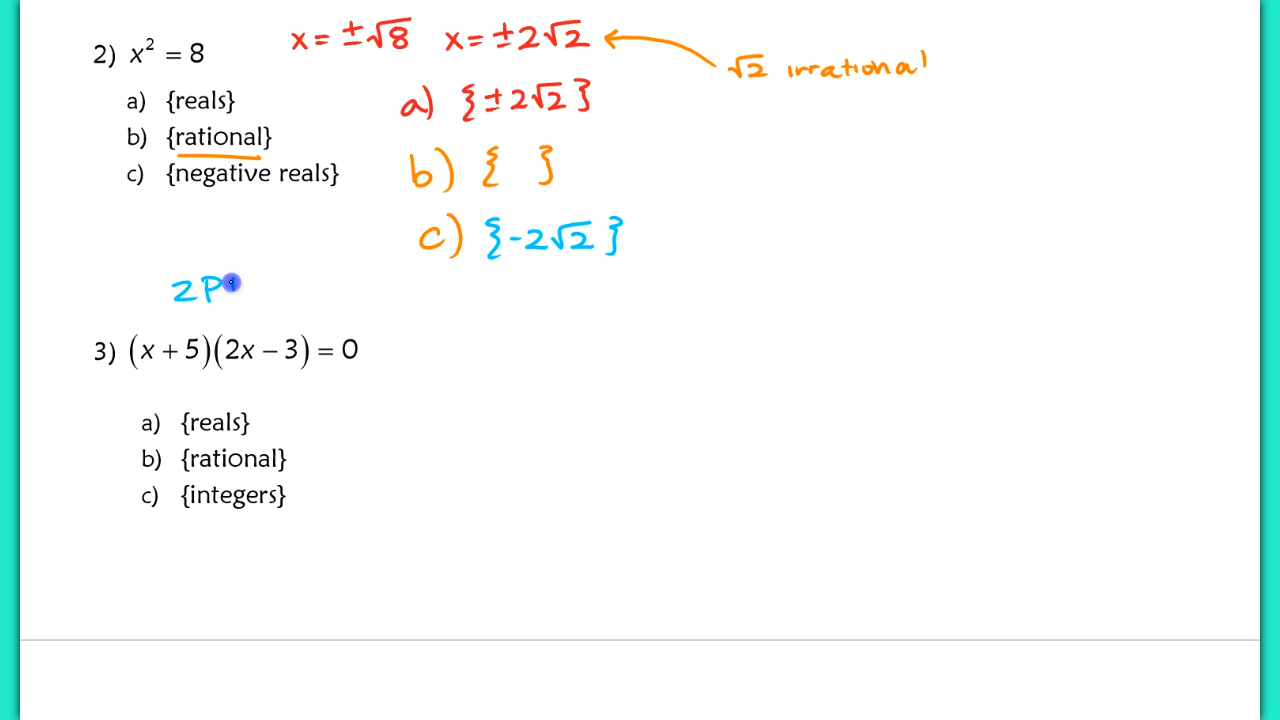 2) x² = 8 x = ±√8 x = ±2√2
√2 irrational
a) {reals} a) {±2√2}
b) {rational} b) { }
c) {negative reals} c) {-2√2}
ZP
3) (x + 5)(2x − 3) = 0
a) {reals}
b) {rational}
c) {integers}